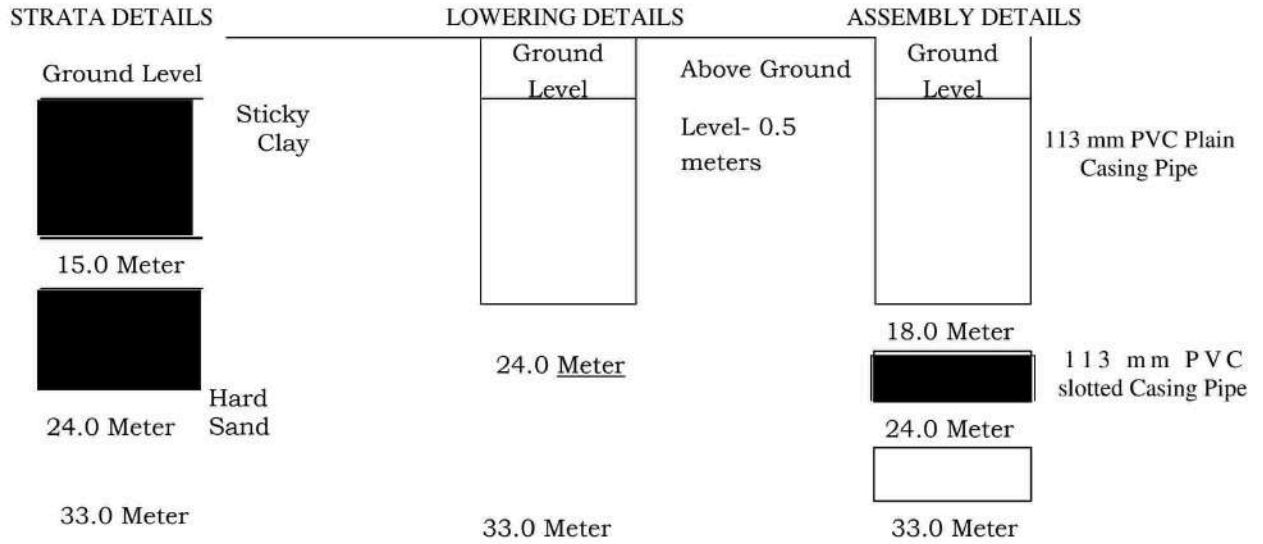 STRATA DETAILS
LOWERING DETAILS
ASSEMBLY DETAILS
Ground Level
Sticky
Clay
15.0 Meter
Hard
Sand
24.0 Meter
33.0 Meter
Ground
Level
Above Ground
Level- 0.5
meters
24.0 Meter
33.0 Meter
Ground
Level
113 mm PVC Plain
Casing Pipe
18.0 Meter
113 mm PVC
slotted Casing Pipe
24.0 Meter
33.0 Meter